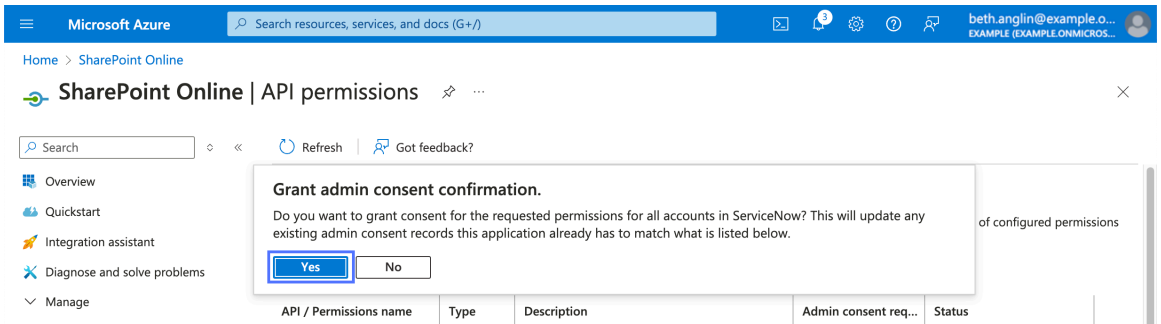 Microsoft Azure
Search resources, services, and docs (G+/)
3
beth.anglin@example.o...
EXAMPLE (EXAMPLE.ONMICROS...
Home > SharePoint Online
SharePoint Online | API permissions
Search
Refresh
Got feedback?
Overview
Quickstart
Integration assistant
Diagnose and solve problems
Manage
Grant admin consent confirmation.
Do you want to grant consent for the requested permissions for all accounts in ServiceNow? This will update any
existing admin consent records this application already has to match what is listed below.
Yes
No
of configured permissions
API / Permissions name
Type
Description
Admin consent req...
Status